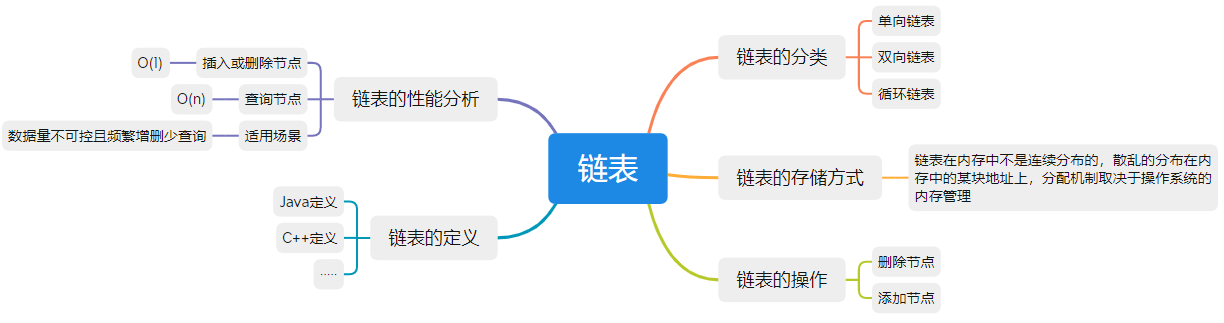 链表
链表的分类
单向链表
双向链表
循环链表
链表的存储方式
链表在内存中不是连续分布的，散乱的分布在内
存中的某块地址上，分配机制取决于操作系统的
内存管理
链表的操作
删除节点
添加节点
链表的性能分析
插入或删除节点
O(1)
查询节点
O(n)
适用场景
数据量不可控且频繁增删少查询
链表的定义
Java定义
C++定义
.....